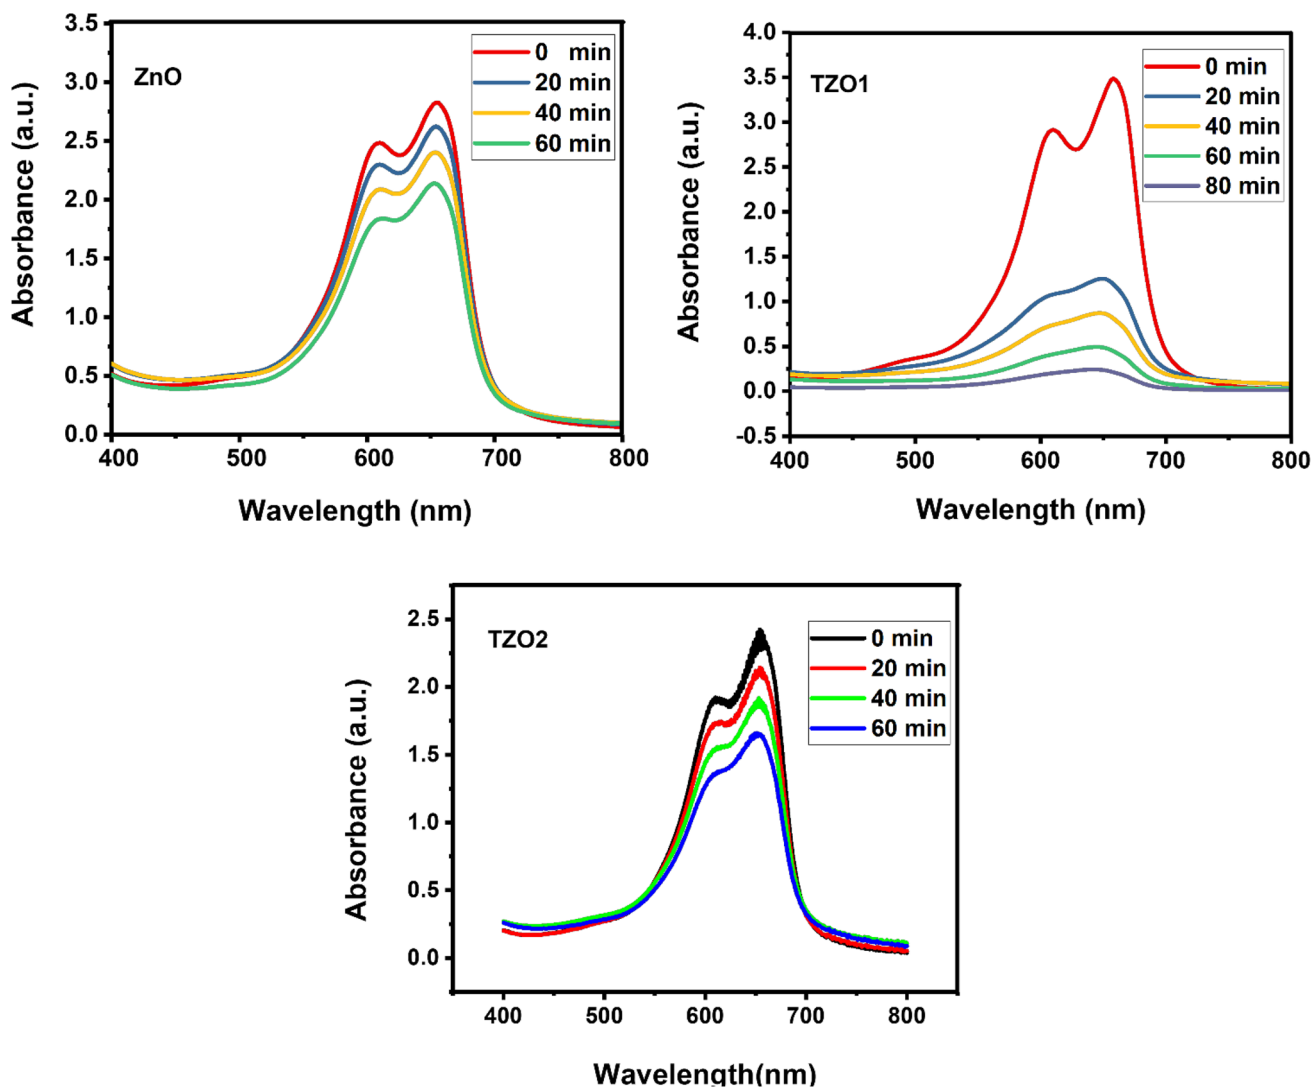 ZnO
0 min
20 min
40 min
60 min
3.5
3.0
2.5
2.0
1.5
1.0
0.5
0.0
Absorbance (a.u.)
400 500 600 700 800
Wavelength (nm)
TZO1
0 min
20 min
40 min
60 min
80 min
4.0
3.5
3.0
2.5
2.0
1.5
1.0
0.5
0.0
-0.5
Absorbance (a.u.)
400 500 600 700 800
Wavelength (nm)
TZO2
0 min
20 min
40 min
60 min
2.5
2.0
1.5
1.0
0.5
0.0
Absorbance (a.u.)
400 500 600 700 800
Wavelength(nm)